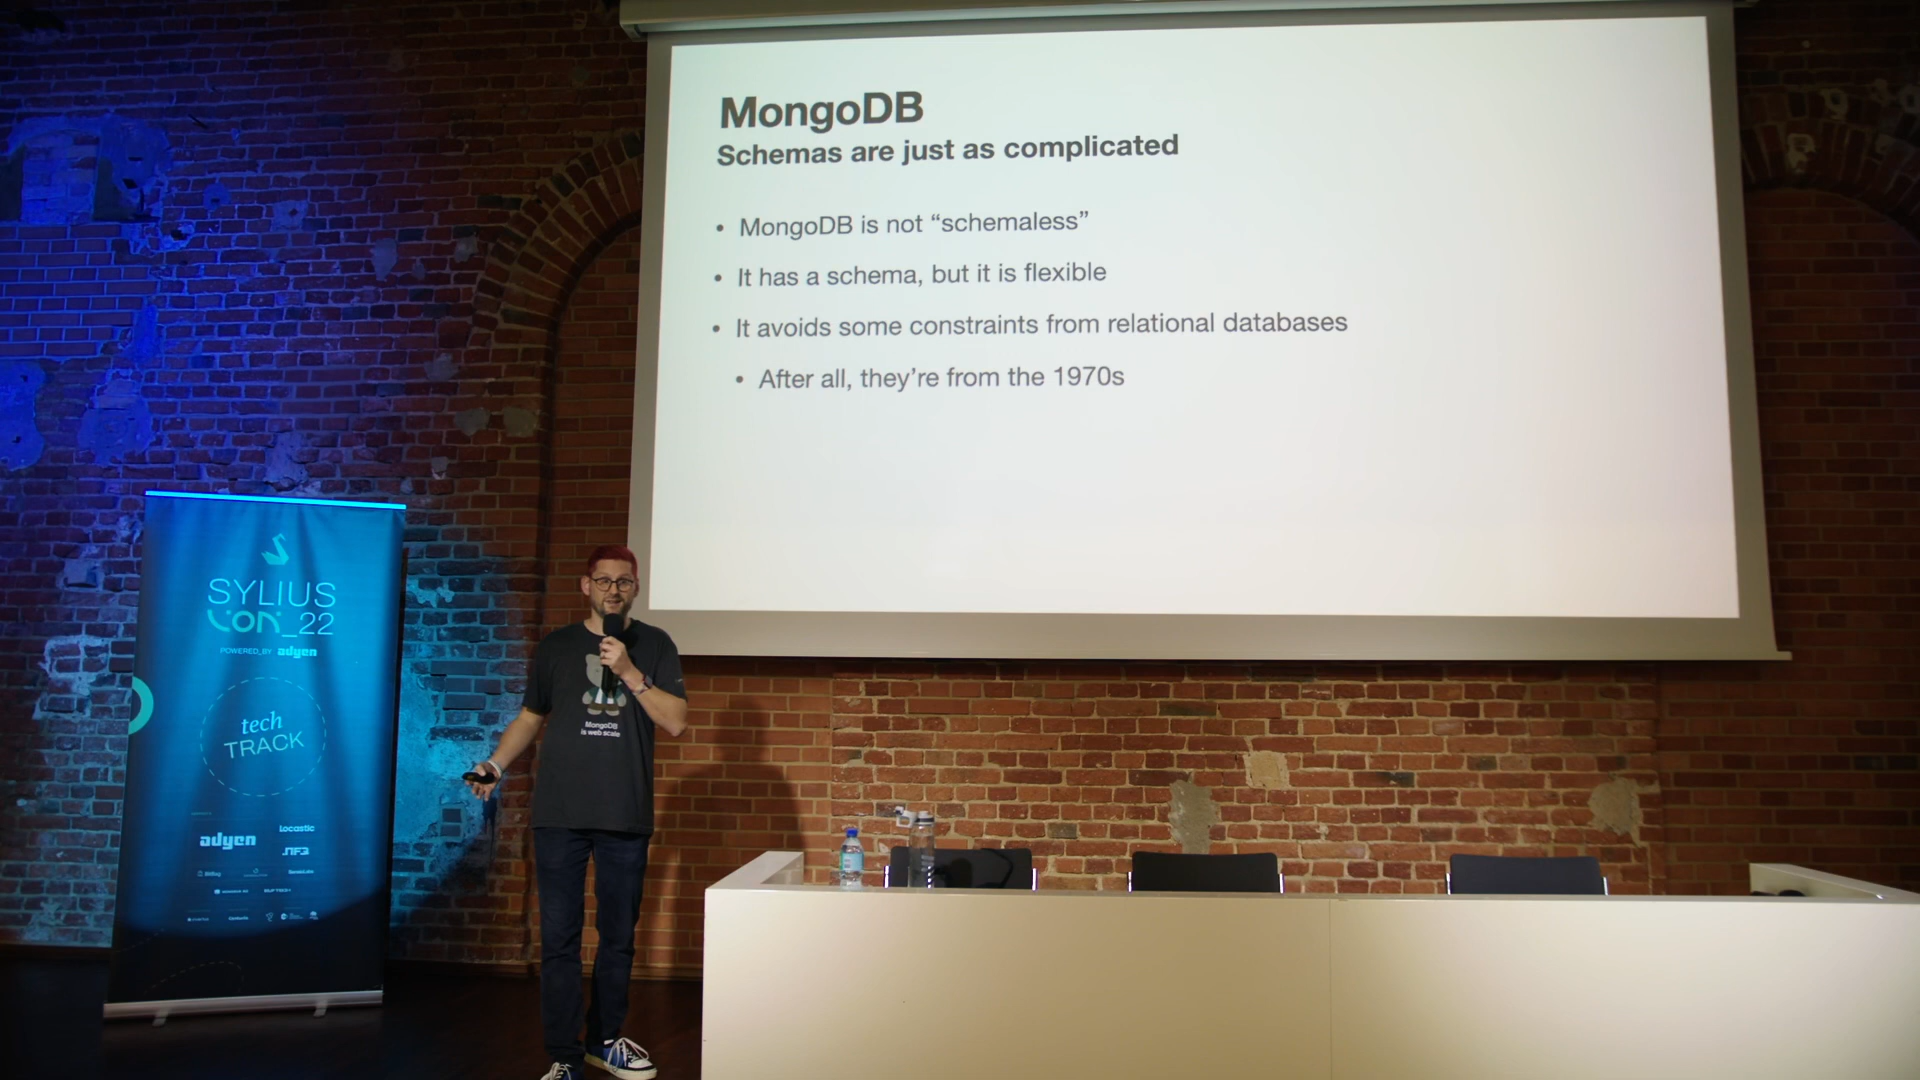 MongoDB
Schemas are just as complicated
• MongoDB is not “schemaless”
• It has a schema, but it is flexible
• It avoids some constraints from relational databases
• After all, they’re from the 1970s
SYLIUS
CON_22
POWERED_BY adyen
tech
TRACK
adyen
Locastic
MongoDB
is web scale